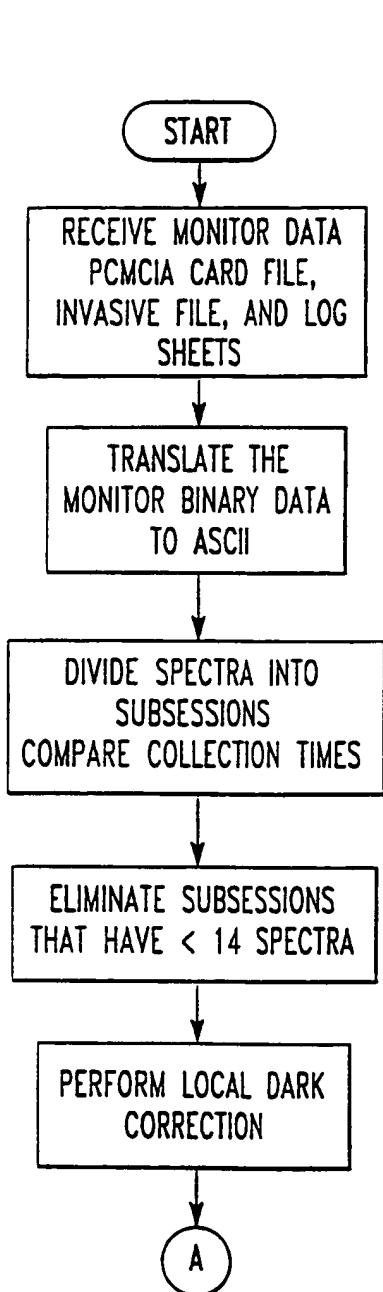 START
RECEIVE MONITOR DATA
PCMCIA CARD FILE,
INVASIVE FILE, AND LOG
SHEETS
TRANSLATE THE
MONITOR BINARY DATA
TO ASCII
DIVIDE SPECTRA INTO
SUBSESSIONS
COMPARE COLLECTION TIMES
ELIMINATE SUBSESSIONS
THAT HAVE < 14 SPECTRA
PERFORM LOCAL DARK
CORRECTION
A